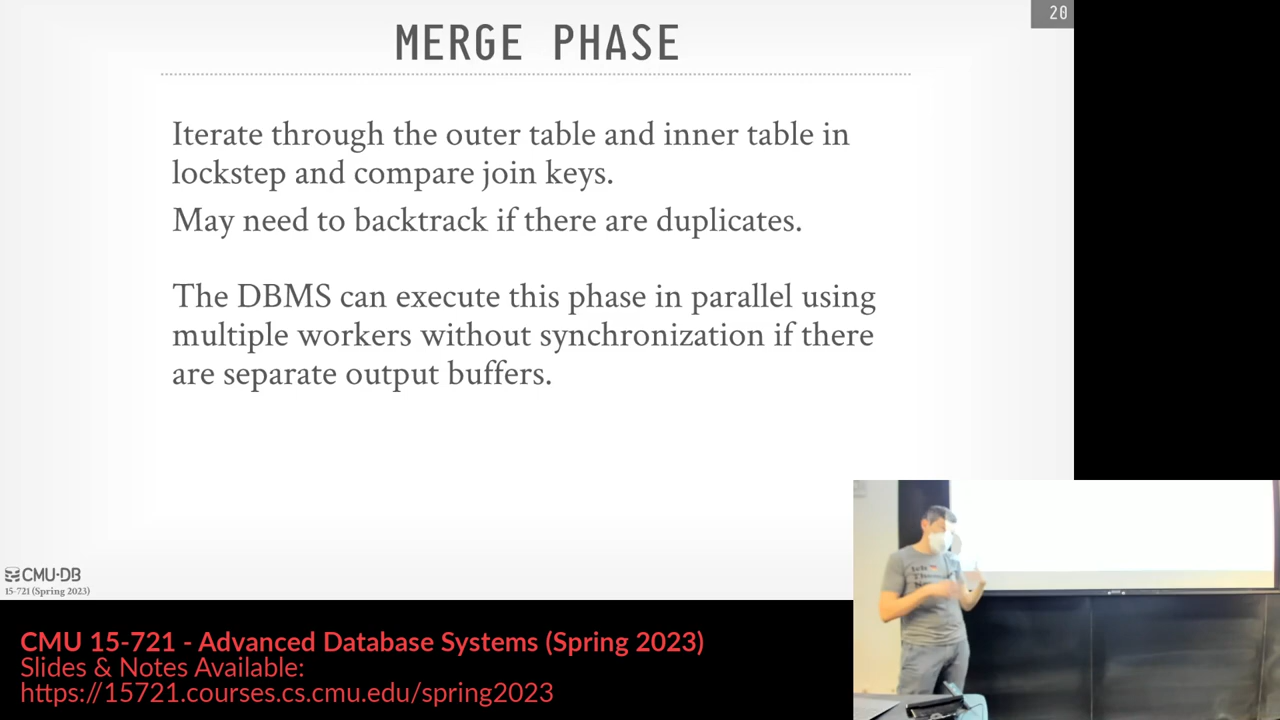 20
MERGE PHASE
Iterate through the outer table and inner table in
lockstep and compare join keys.
May need to backtrack if there are duplicates.
The DBMS can execute this phase in parallel using
multiple workers without synchronization if there
are separate output buffers.
CMU·DB
15-721 (Spring 2023)
CMU 15-721 - Advanced Database Systems (Spring 2023)
Slides & Notes Available:
https://15721.courses.cs.cmu.edu/spring2023